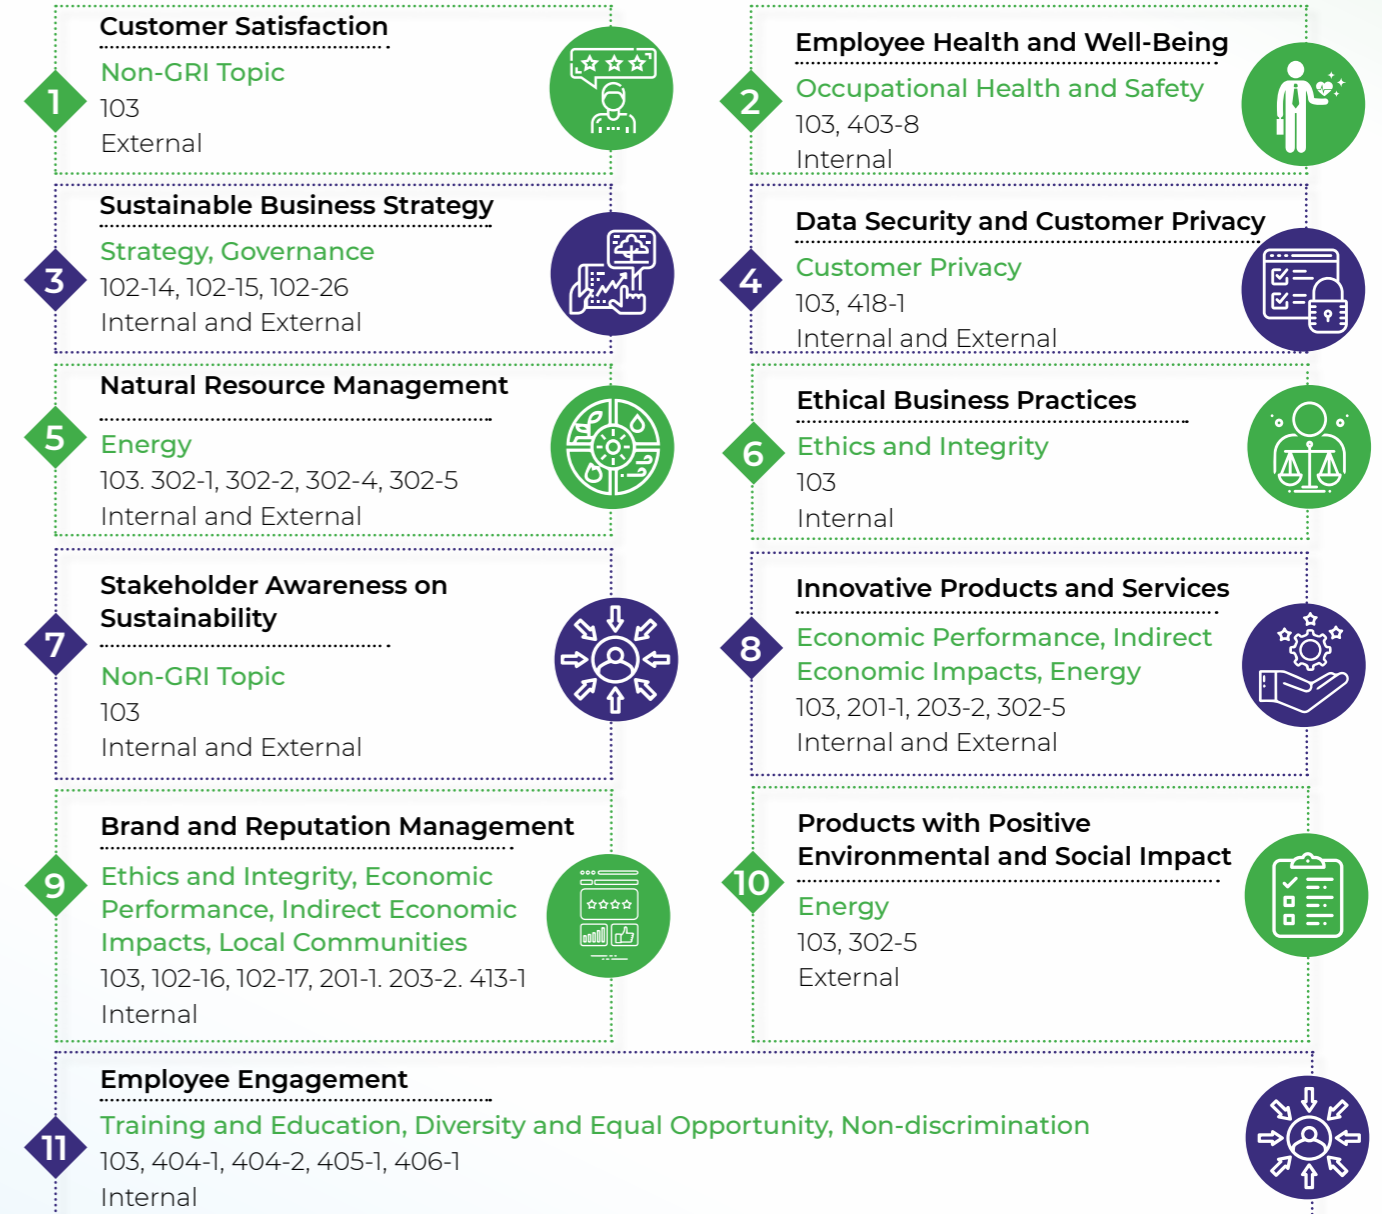 Customer Satisfaction
1
Non-GRI Topic
103
External
Employee Health and Well-Being
2
Occupational Health and Safety
103, 403-8
Internal
Sustainable Business Strategy
3
Strategy, Governance
102-14, 102-15, 102-26
Internal and External
Data Security and Customer Privacy
4
Customer Privacy
103, 418-1
Internal and External
Natural Resource Management
5
Energy
103. 302-1, 302-2, 302-4, 302-5
Internal and External
Ethical Business Practices
6
Ethics and Integrity
103
Internal
Stakeholder Awareness on
Sustainability
7
Non-GRI Topic
103
Internal and External
Innovative Products and Services
8
Economic Performance, Indirect
Economic Impacts, Energy
103, 201-1, 203-2, 302-5
Internal and External
Brand and Reputation Management
9
Ethics and Integrity, Economic
Performance, Indirect Economic
Impacts, Local Communities
103, 102-16, 102-17, 201-1. 203-2. 413-1
Internal
Products with Positive
Environmental and Social Impact
10
Energy
103, 302-5
External
Employee Engagement
11
Training and Education, Diversity and Equal Opportunity, Non-discrimination
103, 404-1, 404-2, 405-1, 406-1
Internal